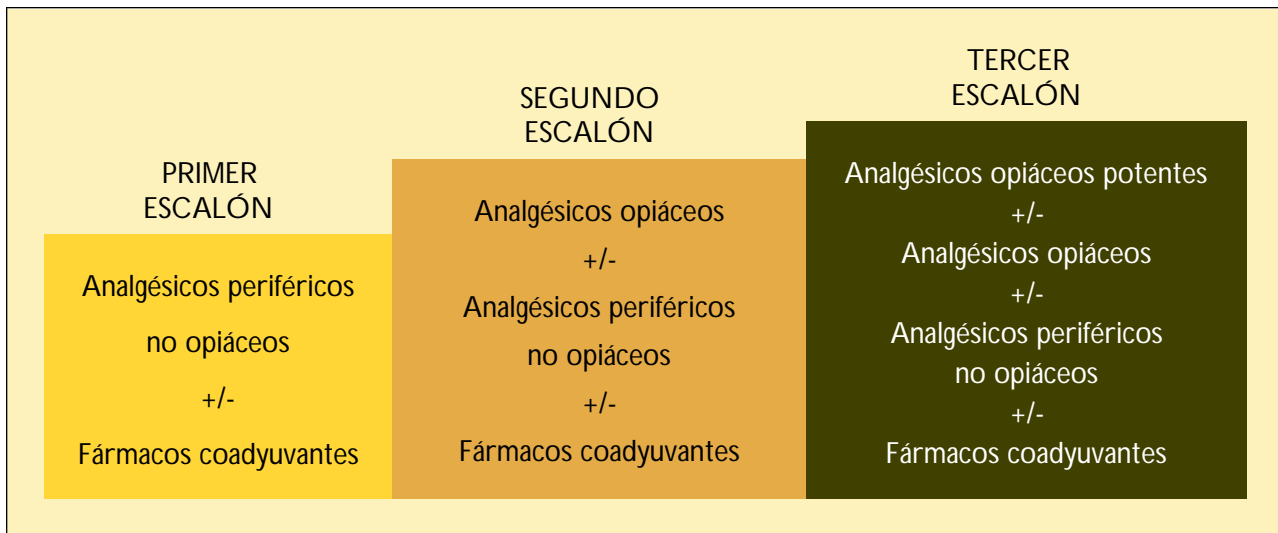 PRIMER
ESCALÓN
Analgésicos periféricos
no opiáceos
+/-
Fármacos coadyuvantes
SEGUNDO
ESCALÓN
Analgésicos opiáceos
+/-
Analgésicos periféricos
no opiáceos
+/-
Fármacos coadyuvantes
TERCER
ESCALÓN
Analgésicos opiáceos potentes
+/-
Analgésicos opiáceos
+/-
Analgésicos periféricos
no opiáceos
+/-
Fármacos coadyuvantes